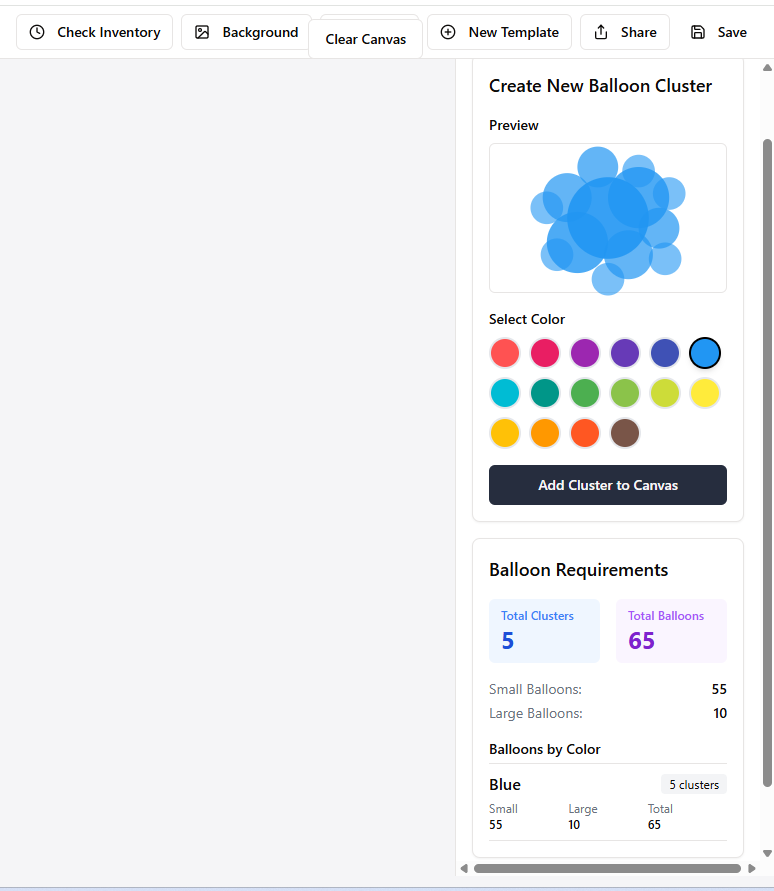 Check Inventory
Background
Clear Canvas
New Template
Share
Save
Create New Balloon Cluster
Preview
Select Color
Add Cluster to Canvas
Balloon Requirements
Total Clusters
5
Total Balloons
65
Small Balloons: 55
Large Balloons: 10
Balloons by Color
Blue 5 clusters
Small Large Total
55 10 65